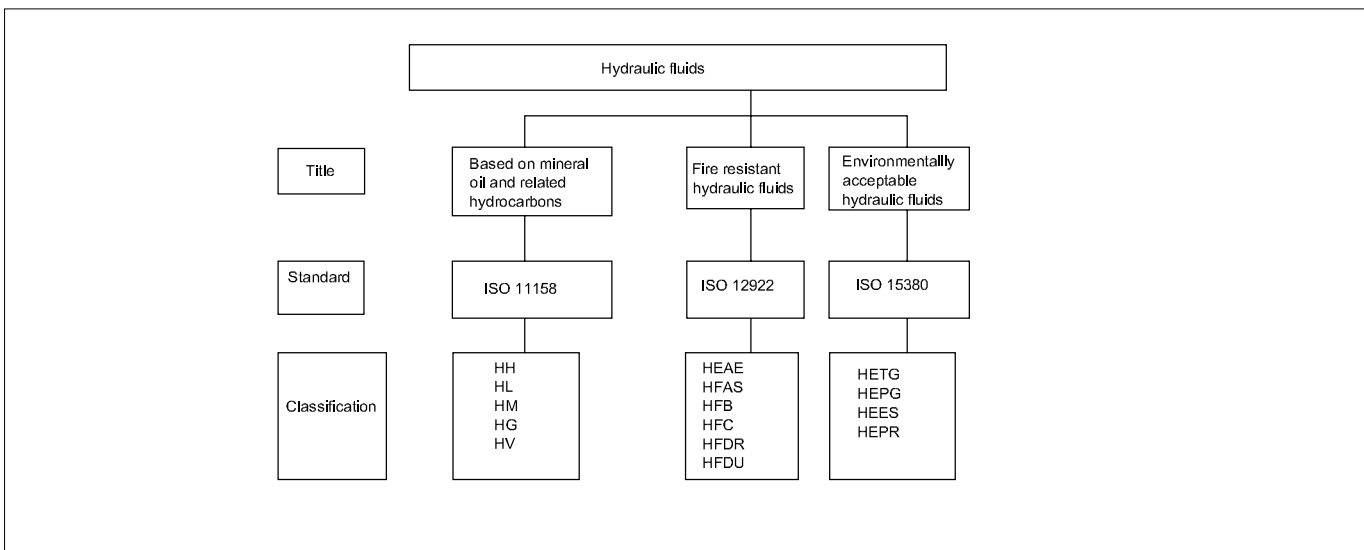 Hydraulic fluids
Title
Based on mineral
oil and related
hydrocarbons
Fire resistant
hydraulic fluids
Environmentallly
acceptable
hydraulic fluids
Standard
ISO 11158
ISO 12922
ISO 15380
Classification
HH
HL
HM
HG
HV
HEAE
HFAS
HFB
HFC
HFDR
HFDU
HETG
HEPG
HEES
HEPR